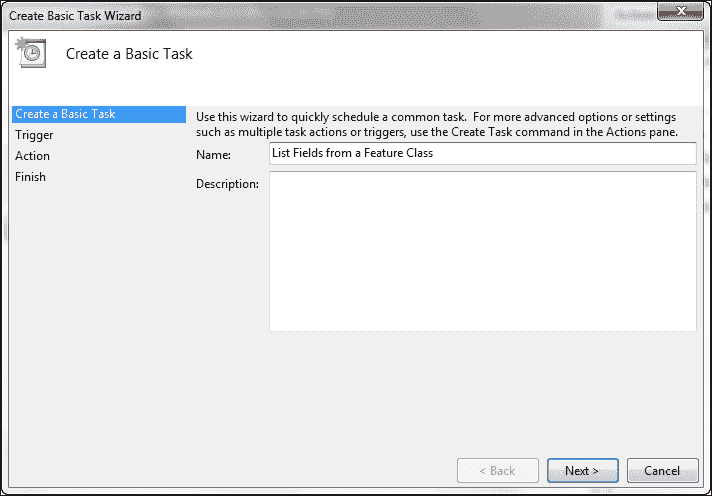 Create Basic Task Wizard
Create a Basic Task
Create a Basic Task
Trigger
Action
Finish
Use this wizard to quickly schedule a common task.  For more advanced options or settings
such as multiple task actions or triggers, use the Create Task command in the Actions pane.
Name:
List Fields from a Feature Class
Description:
< Back
Next >
Cancel